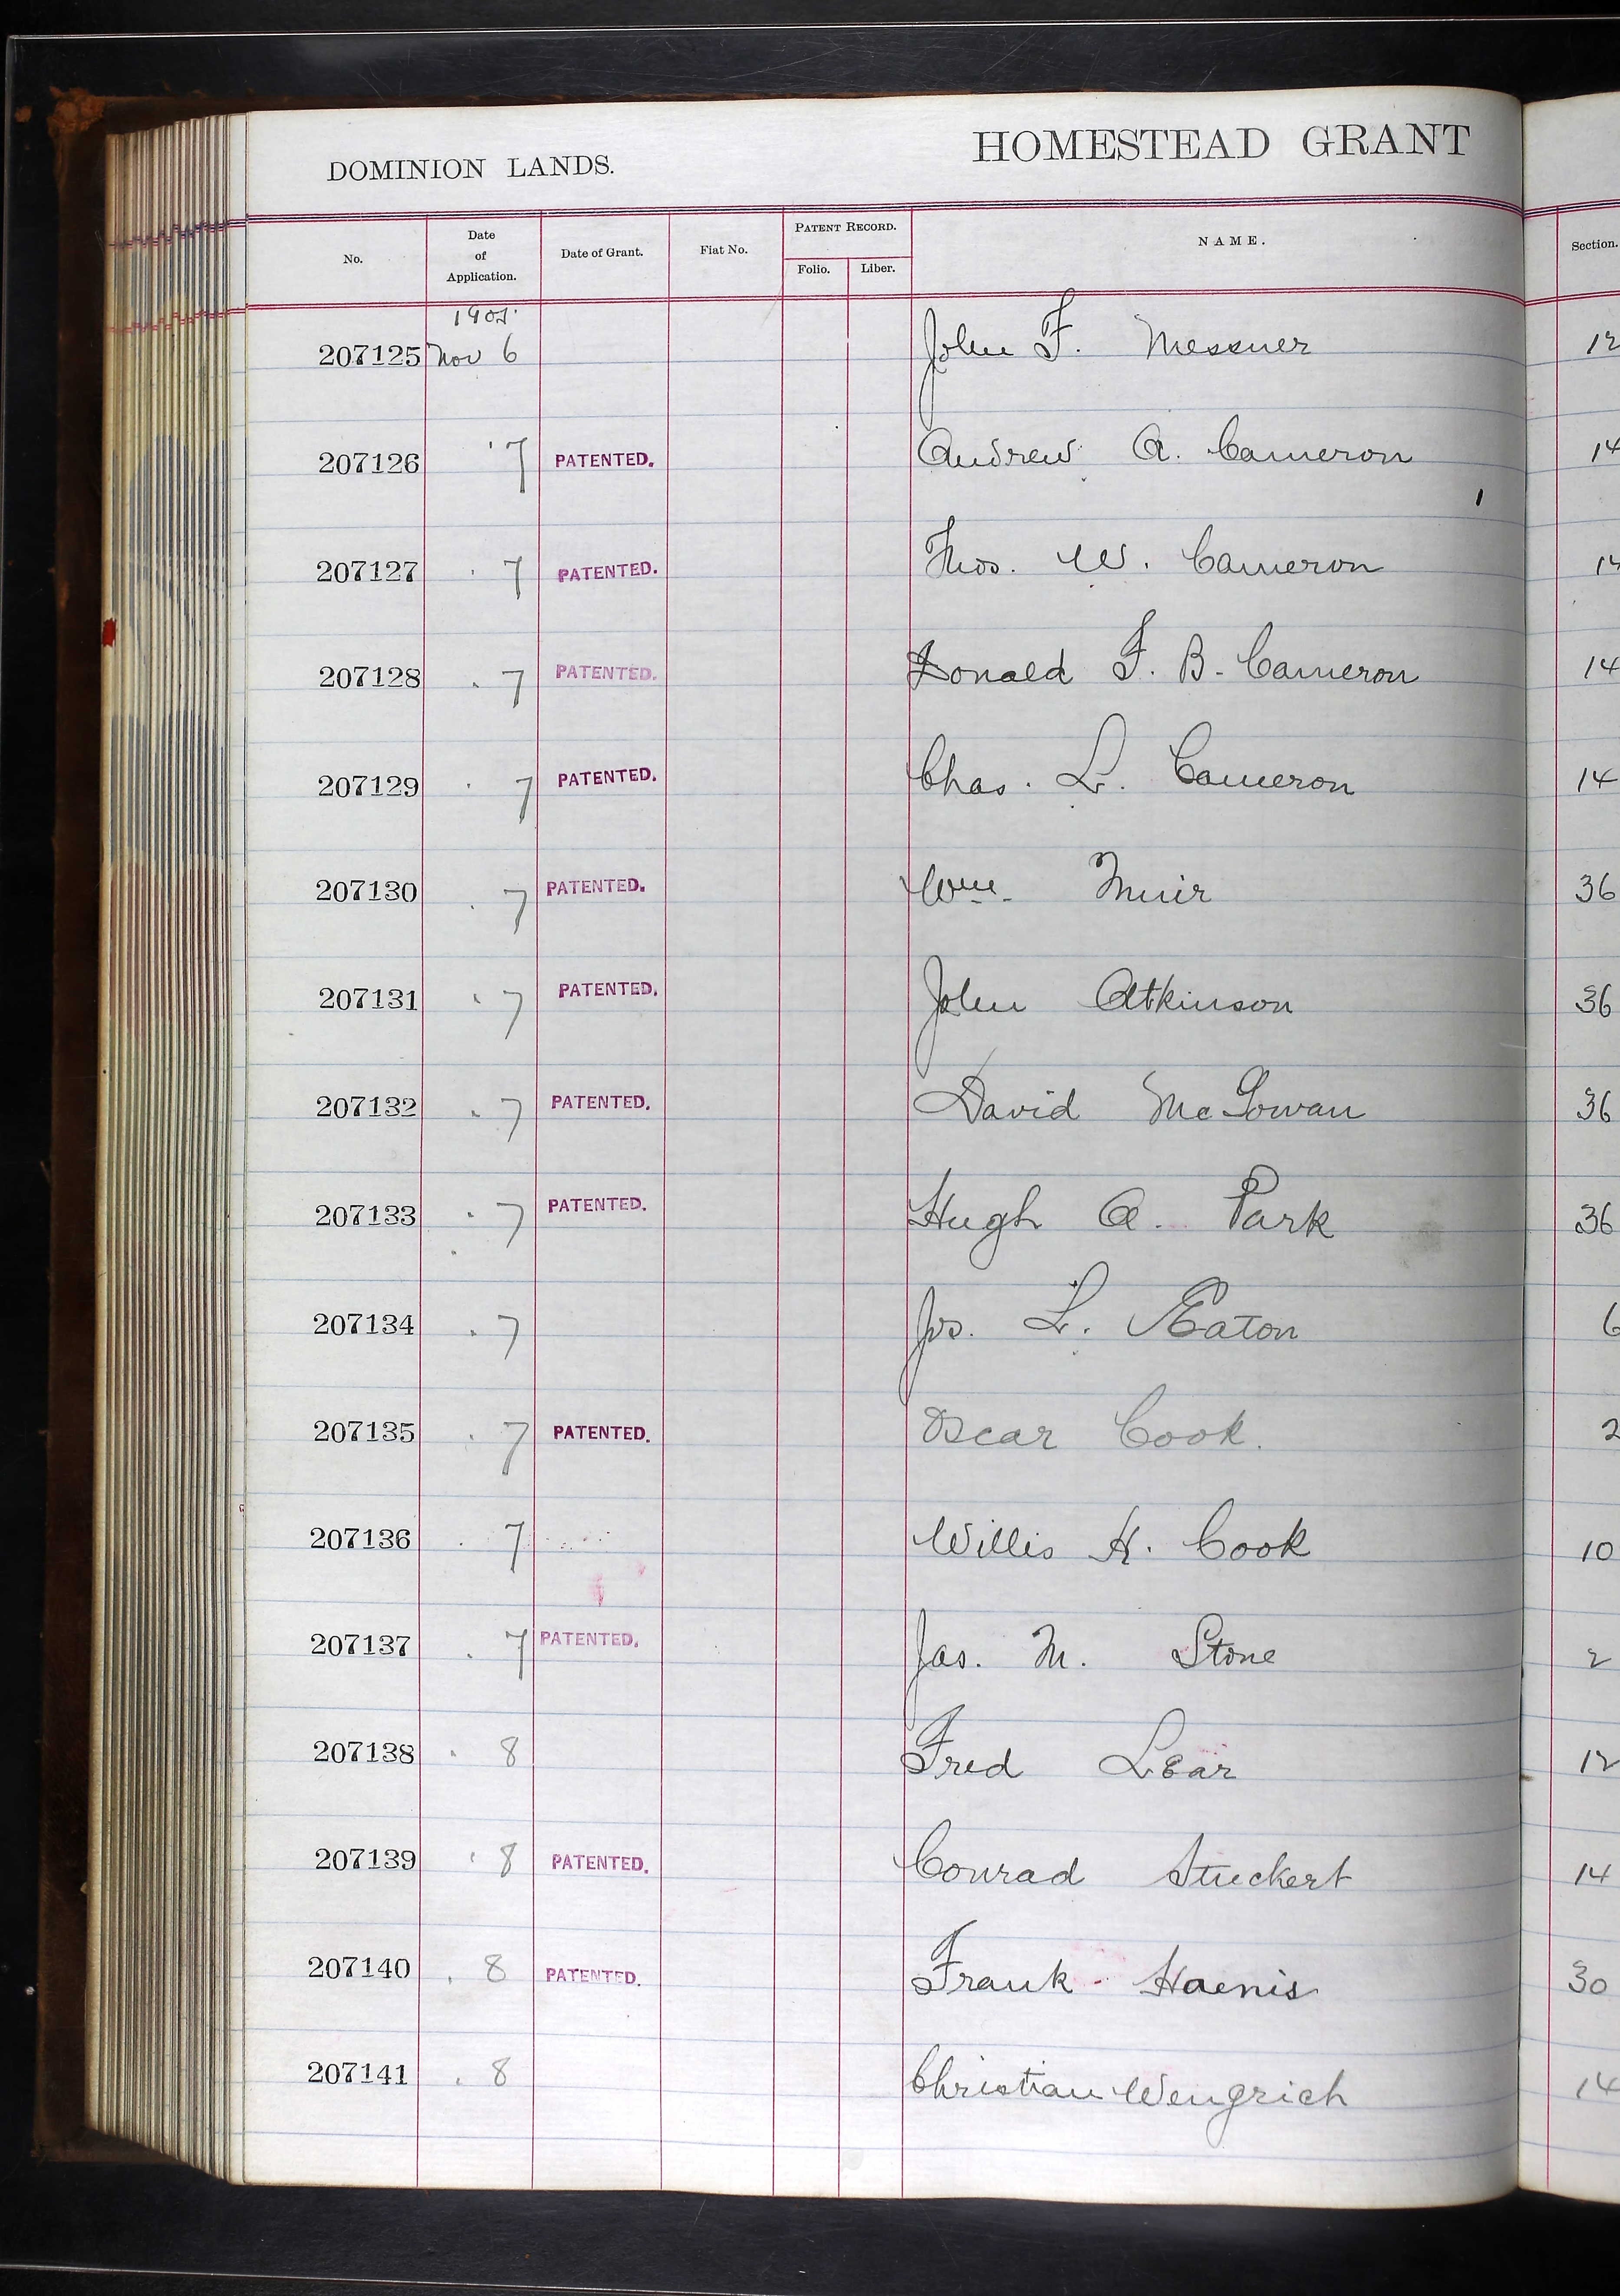 DOMINION LANDS. HOMESTEAD GRANT
No. Date of Application. Date of Grant. Fiat No. PATENT RECORD. Folio. Liber. NAME. Section.
207125 Nov 6 John F. Messner 12
207126 " 7 PATENTED. Andrew A. Cameron 14
207127 " 7 PATENTED. Thos. W. Cameron 14
207128 " 7 PATENTED. Donald F. B. Cameron 14
207129 " 7 PATENTED. Chas. L. Cameron 14
207130 " 7 PATENTED. Wm. Muir 36
207131 " 7 PATENTED. John Atkinson 36
207132 " 7 PATENTED. David McGowan 36
207133 " 7 PATENTED. Hugh A. Park 36
207134 " 7 Jos. L. Eaton 6
207135 " 7 PATENTED. Oscar Cook. 2
207136 " 7 Willis H. Cook 10
207137 " 7 PATENTED. Jas. M. Stone 2
207138 " 8 Fred Lear 12
207139 " 8 PATENTED. Conrad Stuckert 14
207140 " 8 PATENTED. Frank Haenis 30
207141 " 8 Christian Wengrich 14